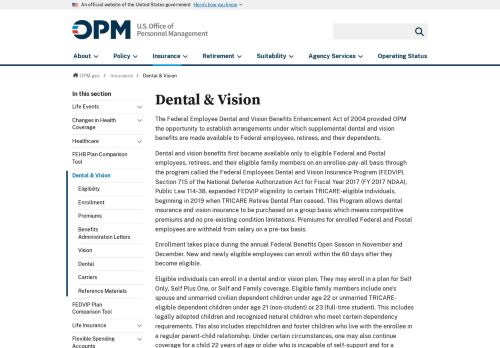 An official website of the United States government Here's how you know
OPM
U.S. Office of
Personnel Management
About
Policy
Insurance
Retirement
Suitability
Agency Services
Operating Status
OPM.gov / Insurance / Dental & Vision
In this section
Life Events
Changes in Health
Coverage
Healthcare
FEHB Plan Comparison
Tool
Dental & Vision
Eligibility
Enrollment
Premiums
Benefits
Administration Letters
Vision
Dental
Carriers
Reference Materials
FEDVIP Plan
Comparison Tool
Life Insurance
Flexible Spending
Accounts
Dental & Vision
The Federal Employee Dental and Vision Benefits Enhancement Act of 2004 provided OPM
the opportunity to establish arrangements under which supplemental dental and vision
benefits are made available to Federal employees, retirees, and their dependents.
Dental and vision benefits first became available only to eligible Federal and Postal
employees, retirees, and their eligible family members on an enrollee-pay-all basis through
the program called the Federal Employees Dental and Vision Insurance Program (FEDVIP).
Section 715 of the National Defense Authorization Act for Fiscal Year 2017 (FY 2017 NDAA),
Public Law 114-38, expanded FEDVIP eligibility to certain TRICARE-eligible individuals,
beginning in 2019 when TRICARE Retiree Dental Plan ceased. This Program allows dental
insurance and vision insurance to be purchased on a group basis which means competitive
premiums and no pre-existing condition limitations. Premiums for enrolled Federal and Postal
employees are withheld from salary on a pre-tax basis.
Enrollment takes place during the annual Federal Benefits Open Season in November and
December. New and newly eligible employees can enroll within the 60 days after they
become eligible.
Eligible individuals can enroll in a dental and/or vision plan. They may enroll in a plan for Self
Only, Self Plus One, or Self and Family coverage. Eligible family members include one's
spouse and unmarried civilian dependent children under age 22 or unmarried TRICARE-
eligible dependent children under age 21 (non-student) or 23 (full-time student). This
includes legally adopted children and recognized natural children who meet certain dependency
requirements. This also includes stepchildren and foster children who live with the enrollee in
a regular parent-child relationship. Under certain circumstances, one may also continue
coverage for a child 22 years of age or older who is incapable of self-support and for a